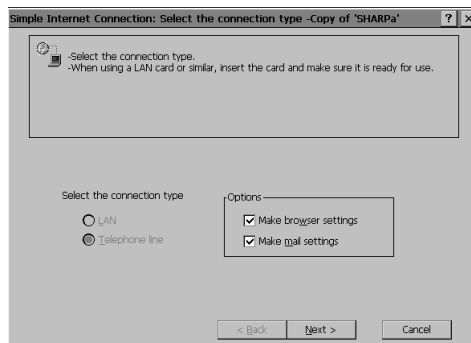 Simple Internet Connection: Select the connection type -Copy of 'SHARPa' ? ×
-Select the connection type.
-When using a LAN card or similar, insert the card and make sure it is ready for use.
Select the connection type
LAN
Telephone line
Options
Make browser settings
Make mail settings
< Back
Next >
Cancel